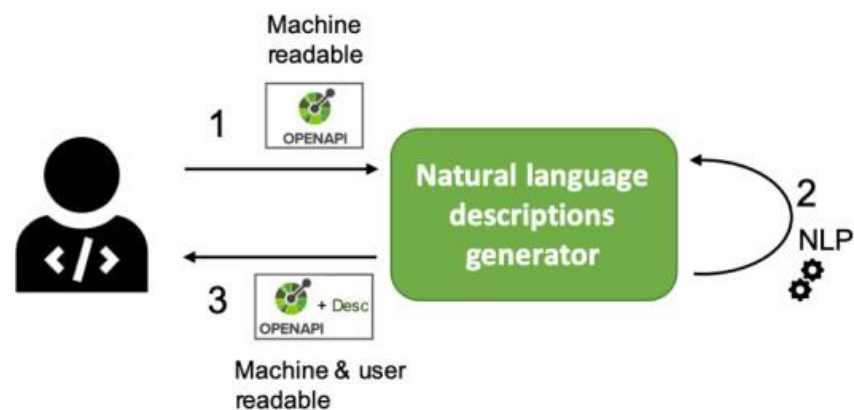 Machine
readable
1
OPENAPI
</>
Natural language
descriptions
generator
2
NLP
3
+ Desc
OPENAPI
Machine & user
readable